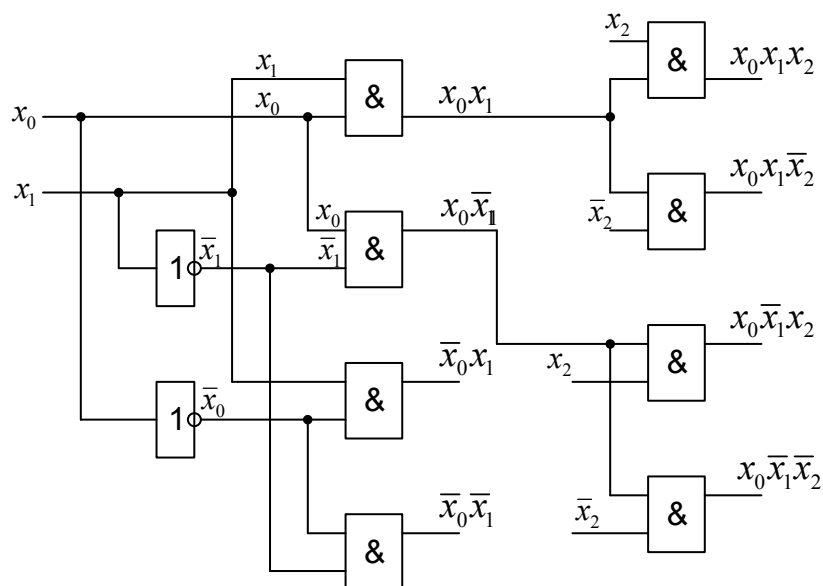 x₂
&
x₀x₁x₂
x₁
x₀
x₀
&
x₀x₁
x₁
x₀
x̅₁
&
x₀x̅₁
x̅₂
&
x₀x₁x̅₂
1
x̅₁
x₂
&
x₀x̅₁x₂
1
x̅₀
&
x̅₀x₁
&
x̅₀x̅₁
x̅₂
&
x₀x̅₁x̅₂